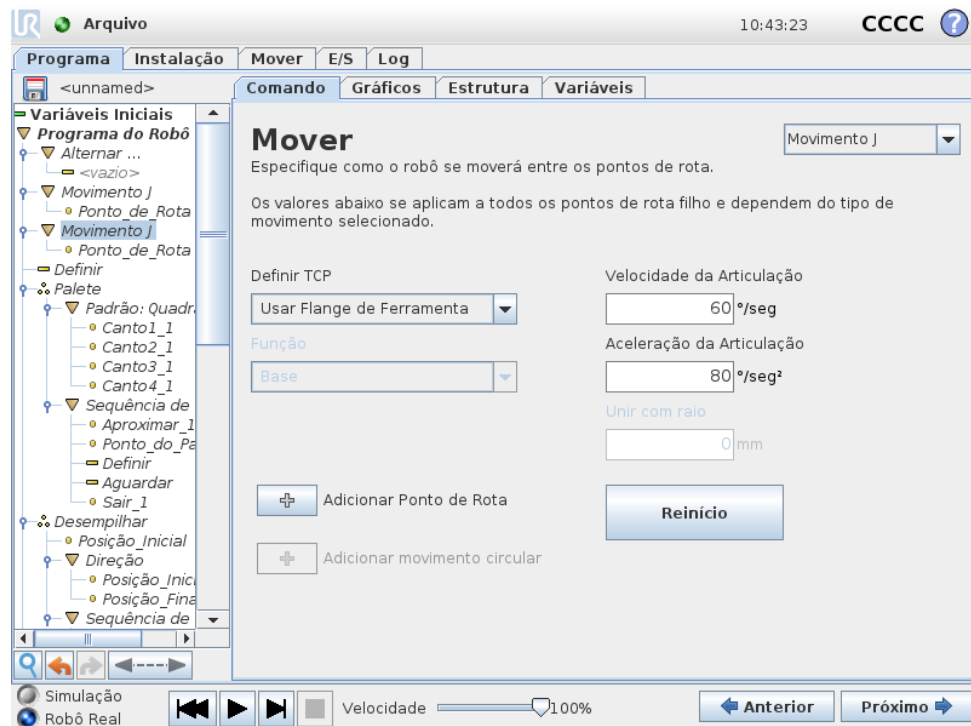 UR Arquivo 10:43:23 CCCC ?
Programa Instalação Mover E/S Log
<unnamed>
Comando Gráficos Estrutura Variáveis
Variáveis Iniciais
Programa do Robô
Alternar ...
<vazio>
Movimento J
Ponto_de_Rota
Movimento J
Ponto_de_Rota
Definir
Palete
Padrão: Quadr
Canto1_1
Canto2_1
Canto3_1
Canto4_1
Sequência de
Aproximar_1
Ponto_do_Pa
Definir
Aguardar
Sair_1
Desempilhar
Posição_Inicial
Direção
Posição_Inic
Posição_Fina
Sequência de
Mover
Movimento J
Especifique como o robô se moverá entre os pontos de rota.
Os valores abaixo se aplicam a todos os pontos de rota filho e dependem do tipo de
movimento selecionado.
Definir TCP
Usar Flange de Ferramenta
Função
Base
Velocidade da Articulação
60 °/seg
Aceleração da Articulação
80 °/seg²
Unir com raio
0 mm
Adicionar Ponto de Rota
Reinício
Adicionar movimento circular
Simulação
Robô Real
Velocidade 100%
Anterior
Próximo